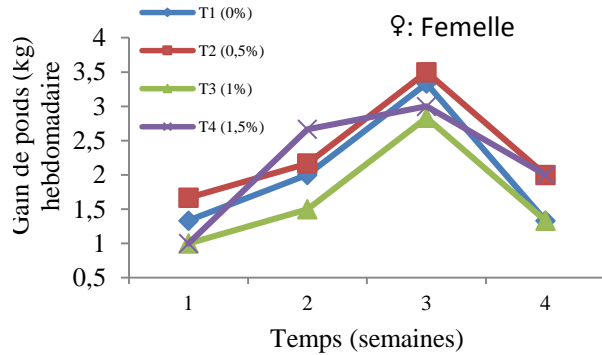 T1 (0%)
T2 (0,5%)
T3 (1%)
T4 (1,5%)
♀: Femelle
Gain de poids (kg)
hebdomadaire
4
3,5
3
2,5
2
1,5
1
0,5
1 2 3 4
Temps (semaines)